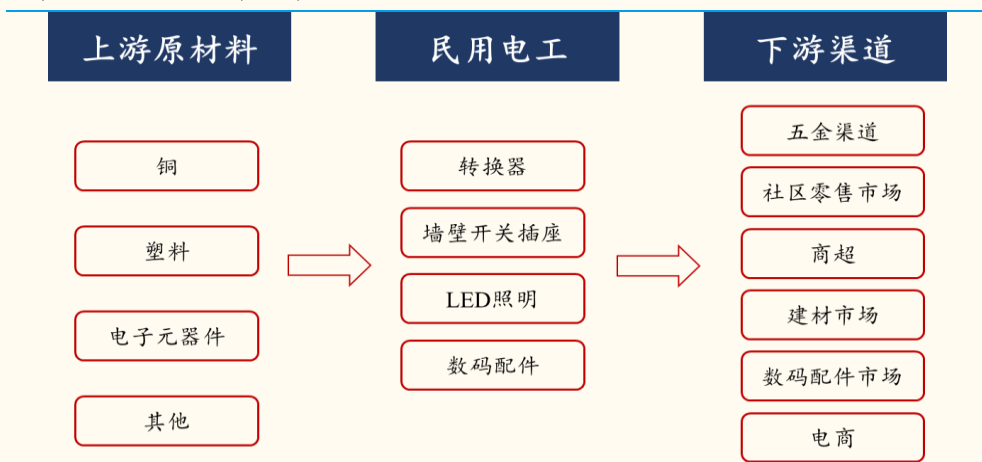 上游原材料
民用电工
下游渠道
铜
塑料
电子元器件
其他
转换器
墙壁开关插座
LED照明
数码配件
五金渠道
社区零售市场
商超
建材市场
数码配件市场
电商